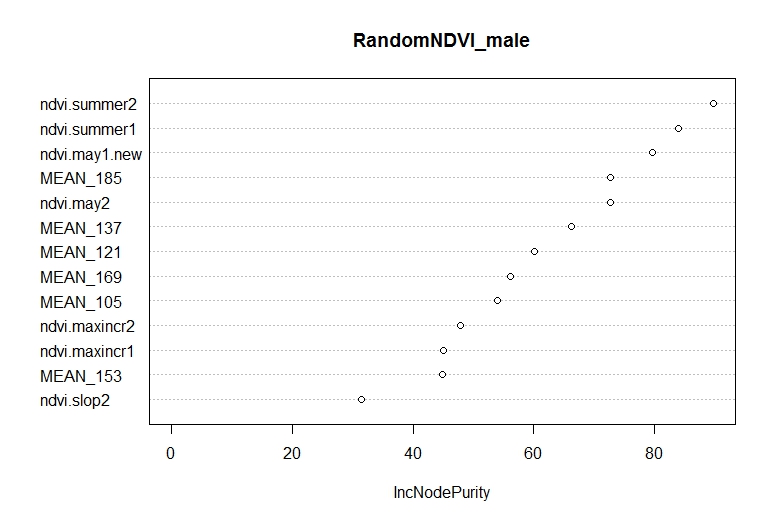 RandomNDVI_male
ndvi.summer2
ndvi.summer1
ndvi.may1.new
MEAN_185
ndvi.may2
MEAN_137
MEAN_121
MEAN_169
MEAN_105
ndvi.maxincr2
ndvi.maxincr1
MEAN_153
ndvi.slop2
0 20 40 60 80
IncNodePurity